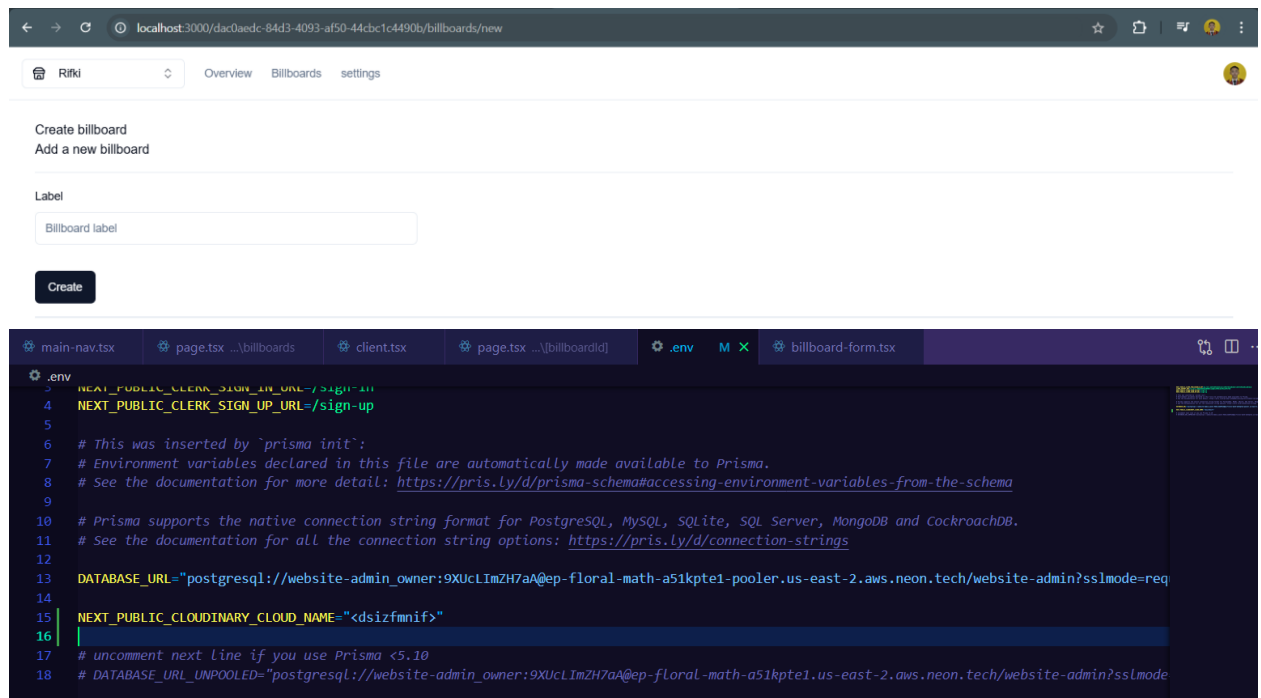 localhost:3000/dac0aedc-84d3-4093-af50-44cbc1c4490b/billboards/new
Rifki Overview Billboards settings
Create billboard
Add a new billboard
Label
Billboard label
Create
main-nav.tsx page.tsx ...\billboards client.tsx page.tsx ...\[billboardId] .env M billboard-form.tsx
.env
3 NEXT_PUBLIC_CLERK_SIGN_IN_URL=/sign-in
4 NEXT_PUBLIC_CLERK_SIGN_UP_URL=/sign-up
5
6 # This was inserted by `prisma init`:
7 # Environment variables declared in this file are automatically made available to Prisma.
8 # See the documentation for more detail: https://pris.ly/d/prisma-schema#accessing-environment-variables-from-the-schema
9
10 # Prisma supports the native connection string format for PostgreSQL, MySQL, SQLite, SQL Server, MongoDB and CockroachDB.
11 # See the documentation for all the connection string options: https://pris.ly/d/connection-strings
12
13 DATABASE_URL="postgresql://website-admin_owner:9XUcLImZH7aA@ep-floral-math-a51kpte1-pooler.us-east-2.aws.neon.tech/website-admin?sslmode=req
14
15 NEXT_PUBLIC_CLOUDINARY_CLOUD_NAME="<dsizfmnif>"
16
17 # uncomment next line if you use Prisma <5.10
18 # DATABASE_URL_UNPOOLED="postgresql://website-admin_owner:9XUcLImZH7aA@ep-floral-math-a51kpte1.us-east-2.aws.neon.tech/website-admin?sslmode